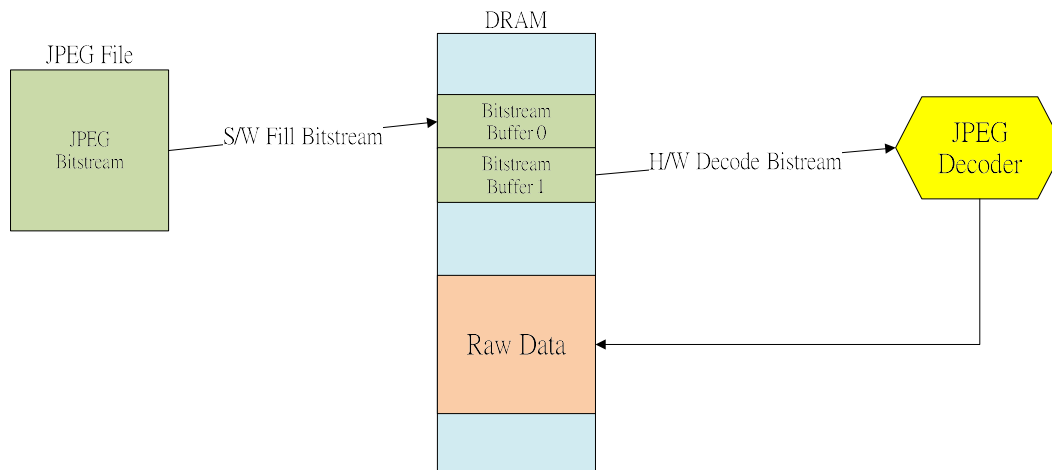 DRAM
JPEG File
JPEG
Bitstream
S/W Fill Bitstream
Bitstream
Buffer 0
Bitstream
Buffer 1
H/W Decode Bistream
JPEG
Decoder
Raw Data